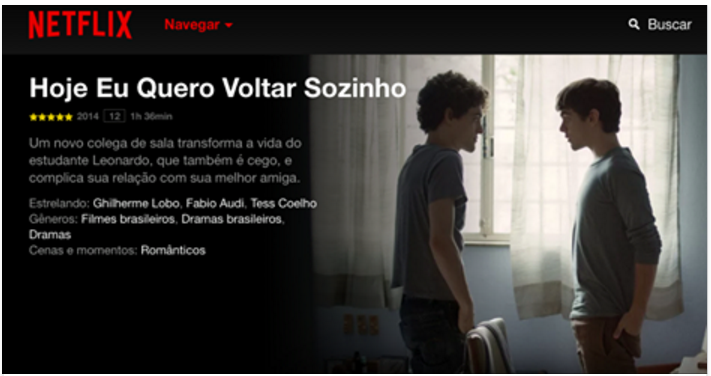 NETFLIX Navegar Buscar
Hoje Eu Quero Voltar Sozinho
2014 12 1h 36min
Um novo colega de sala transforma a vida do
estudante Leonardo, que também é cego, e
complica sua relação com sua melhor amiga.
Estrelando: Ghilherme Lobo, Fabio Audi, Tess Coelho
Gêneros: Filmes brasileiros, Dramas brasileiros,
Dramas
Cenas e momentos: Românticos